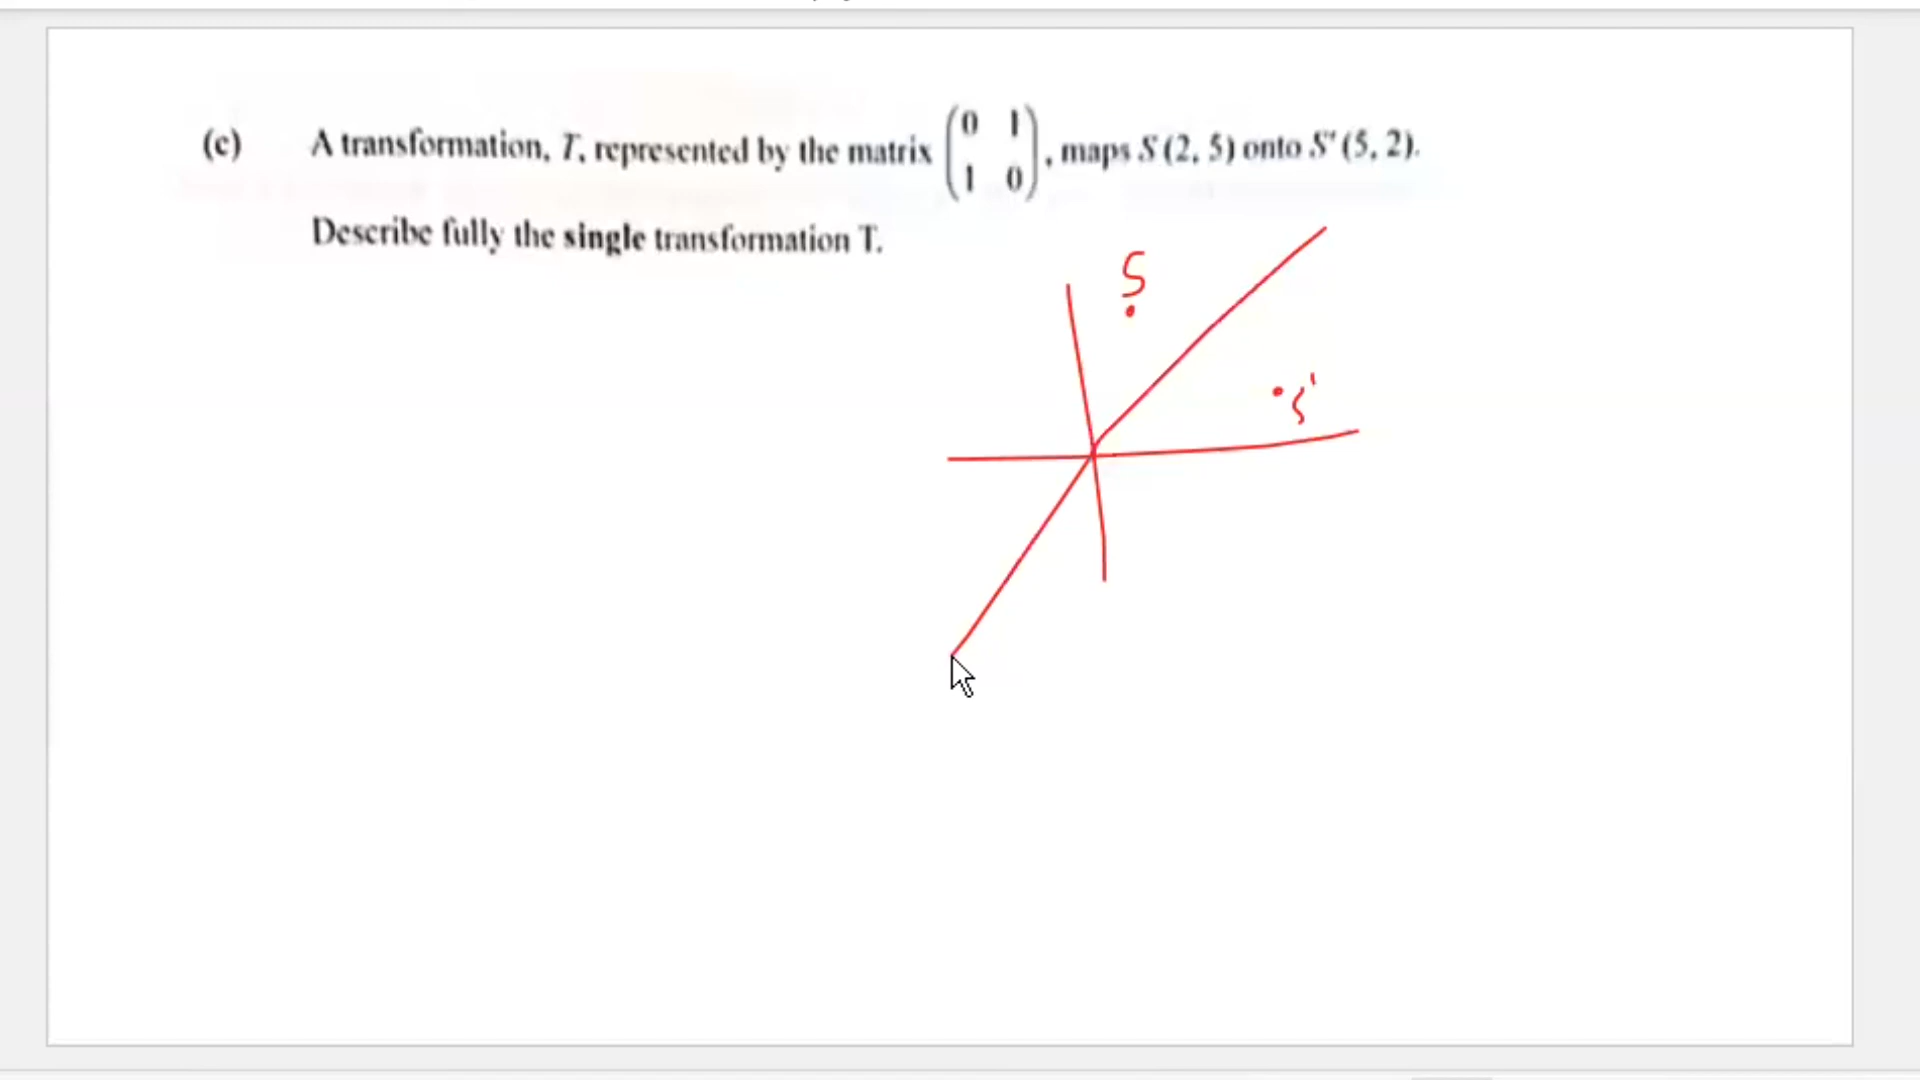 (c) A transformation, T, represented by the matrix (0 1
1 0), maps S (2, 5) onto S' (5, 2).
Describe fully the single transformation T.
S
S'